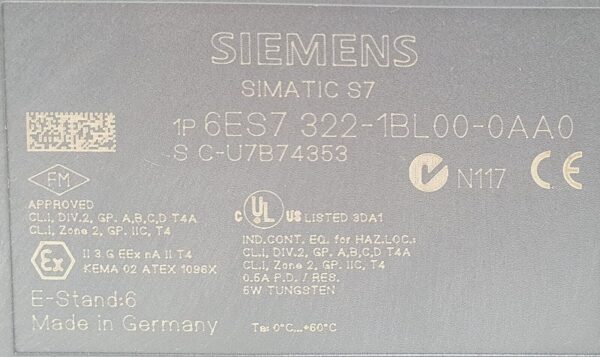 SIEMENS
SIMATIC S7
1P 6ES7 322-1BL00-0AA0
S C-U7B74353
N117 CE
FM
APPROVED
CL.I, DIV.2, GP. A,B,C,D T4A
CL.I, Zone 2, GP. IIC, T4
Ex
II 3 G EEx nA II T4
KEMA 02 ATEX 1096X
E-Stand:6
Made in Germany
C UL US LISTED 3DA1
IND.CONT. EQ. for HAZ.LOC.:
CL.I, DIV.2, GP. A,B,C,D T4A
CL.I, Zone 2, GP. IIC, T4
0.5A P.D. / RES.
5W TUNGSTEN
Ta: 0°C...+60°C